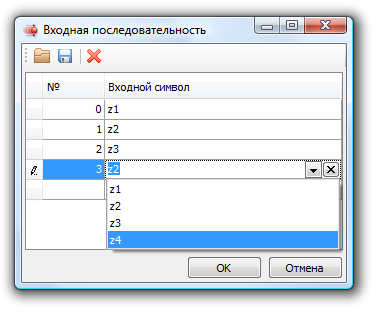 Входная последовательность
№ Входной символ
0 z1
1 z2
2 z3
3 z2
z1
z2
z3
z4
OK Отмена